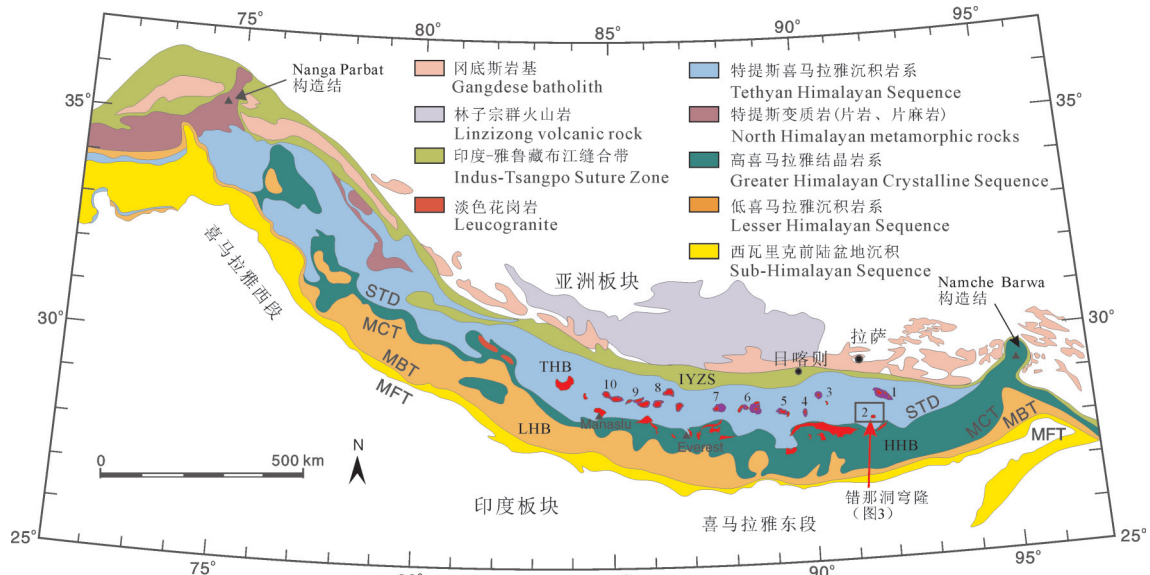 75°
80°
85°
90°
95°
Nanga Parbat
构造结
35°
35°
冈底斯岩基
Gangdese batholith
林子宗群火山岩
Linzizong volcanic rock
印度-雅鲁藏布江缝合带
Indus-Tsangpo Suture Zone
淡色花岗岩
Leucogranite
特提斯喜马拉雅沉积岩系
Tethyan Himalayan Sequence
特提斯变质岩(片岩、片麻岩)
North Himalayan metamorphic rocks
高喜马拉雅结晶岩系
Greater Himalayan Crystalline Sequence
低喜马拉雅沉积岩系
Lesser Himalayan Sequence
西瓦里克前陆盆地沉积
Sub-Himalayan Sequence
喜马拉雅西段
亚洲板块
Namche Barwa
构造结
30°
30°
STD
MCT
MBT
MFT
拉萨
日喀则
THB
IYZS
10
9
8
7
6
5
4
3
1
2
STD
MCT
MBT
MFT
Manaslu
Everest
LHB
HHB
0
500 km
N
印度板块
喜马拉雅东段
错那洞穹隆
(图3)
25°
25°
75°
90°
95°